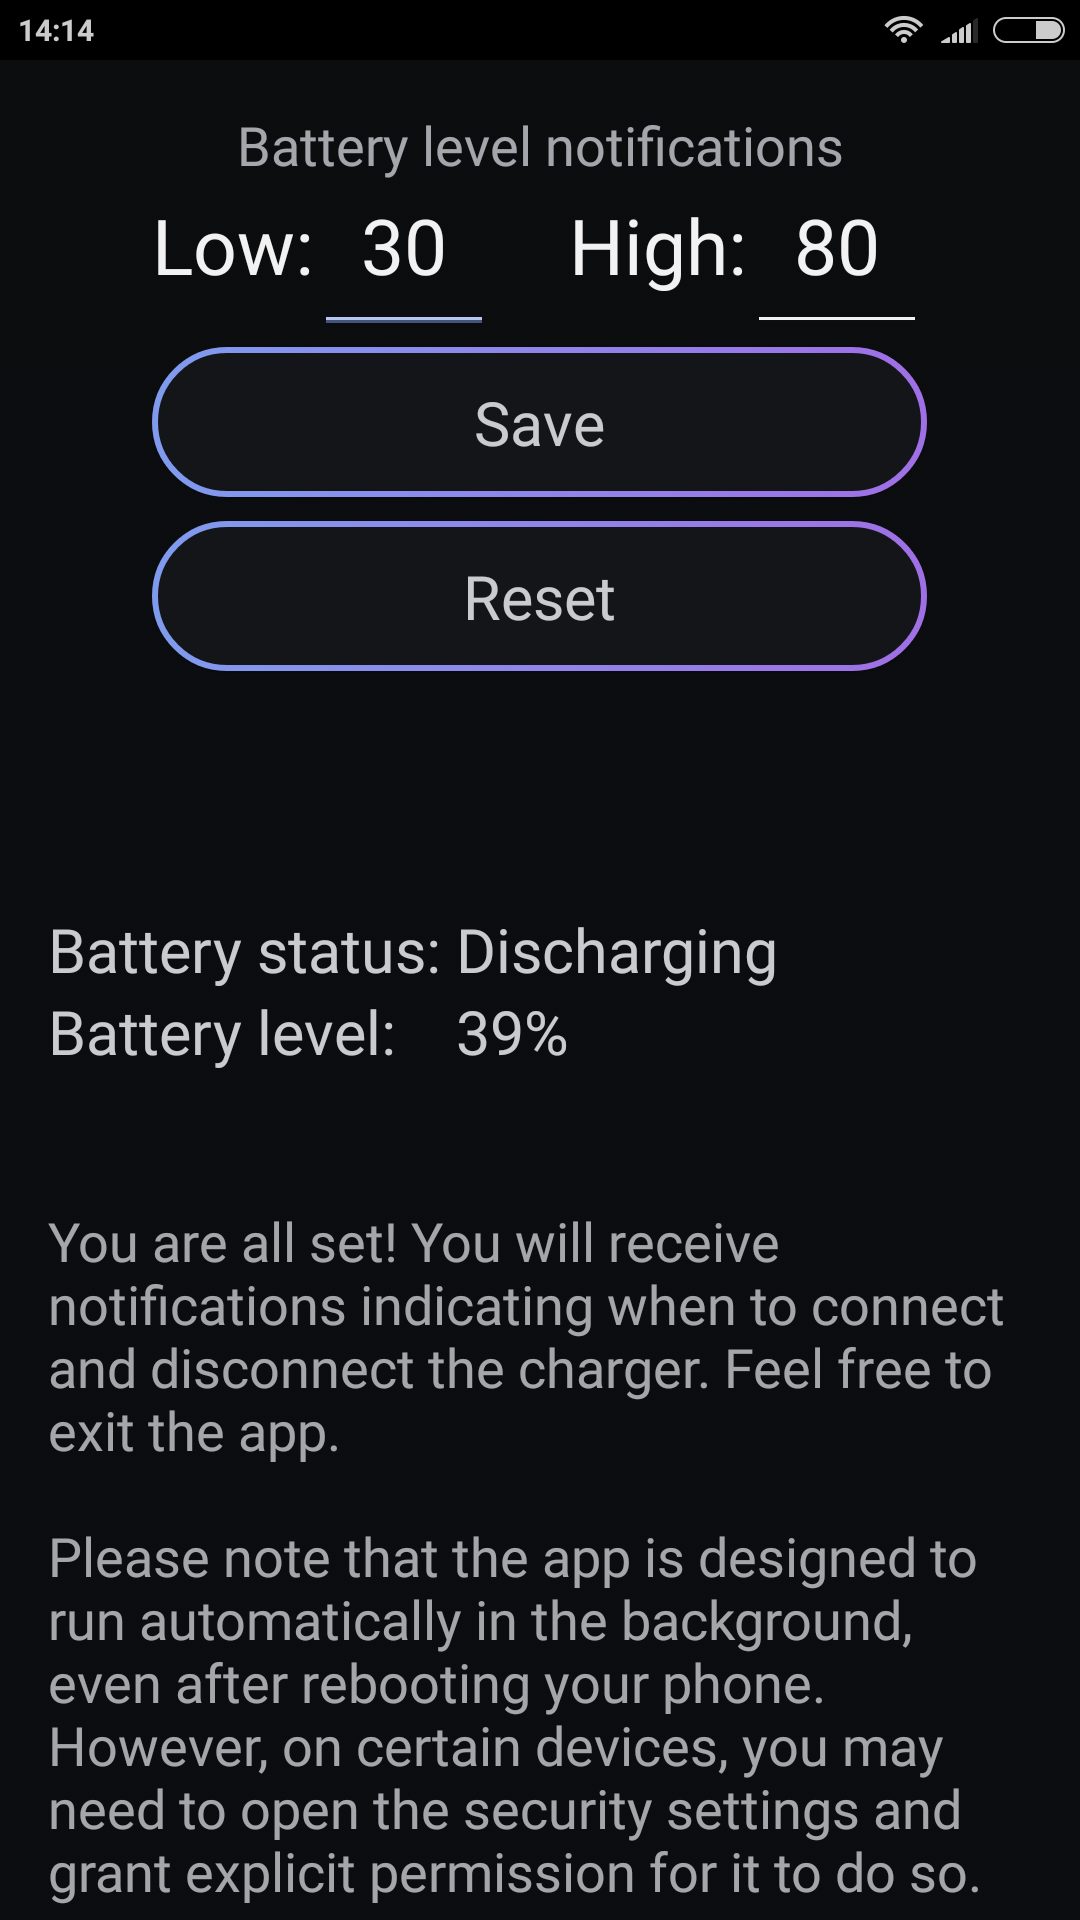 14:14
Battery level notifications
Low: 30 High: 80
Save
Reset
Battery status: Discharging
Battery level: 39%
You are all set! You will receive
notifications indicating when to connect
and disconnect the charger. Feel free to
exit the app.
Please note that the app is designed to
run automatically in the background,
even after rebooting your phone.
However, on certain devices, you may
need to open the security settings and
grant explicit permission for it to do so.